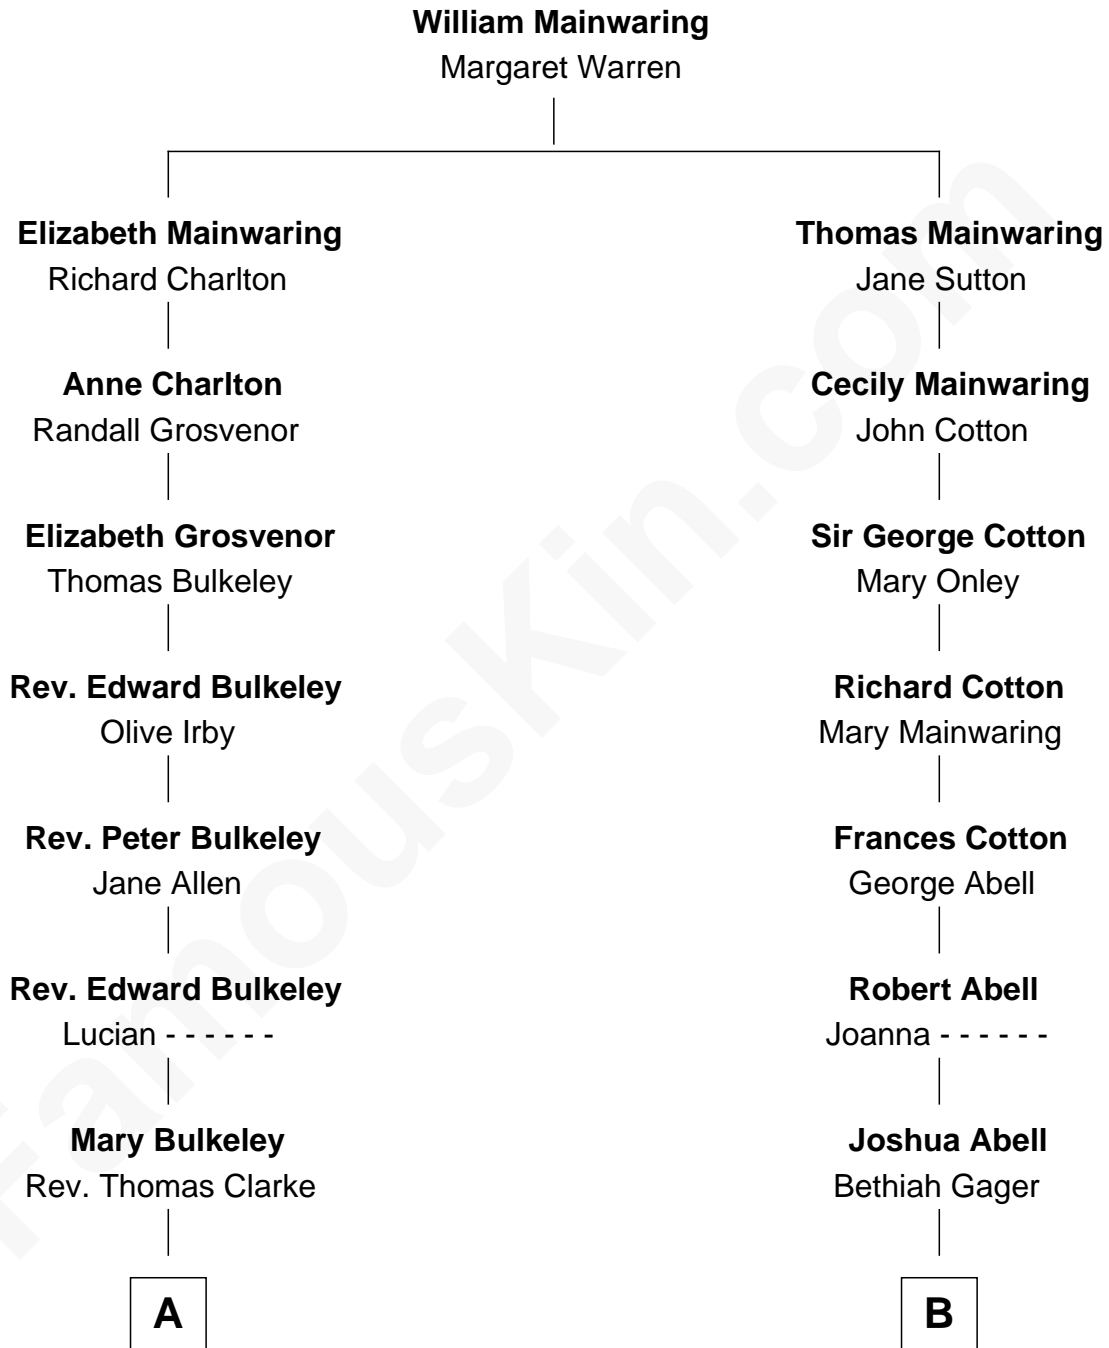 William Mainwaring
Margaret Warren
Elizabeth Mainwaring
Richard Charlton
Thomas Mainwaring
Jane Sutton
Anne Charlton
Randall Grosvenor
Cecily Mainwaring
John Cotton
Elizabeth Grosvenor
Thomas Bulkeley
Sir George Cotton
Mary Onley
Rev. Edward Bulkeley
Olive Irby
Richard Cotton
Mary Mainwaring
Rev. Peter Bulkeley
Jane Allen
Frances Cotton
George Abell
Rev. Edward Bulkeley
Lucian - - - - - -
Robert Abell
Joanna - - - - - -
Mary Bulkeley
Rev. Thomas Clarke
Joshua Abell
Bethiah Gager
A
B
FamousKin.com